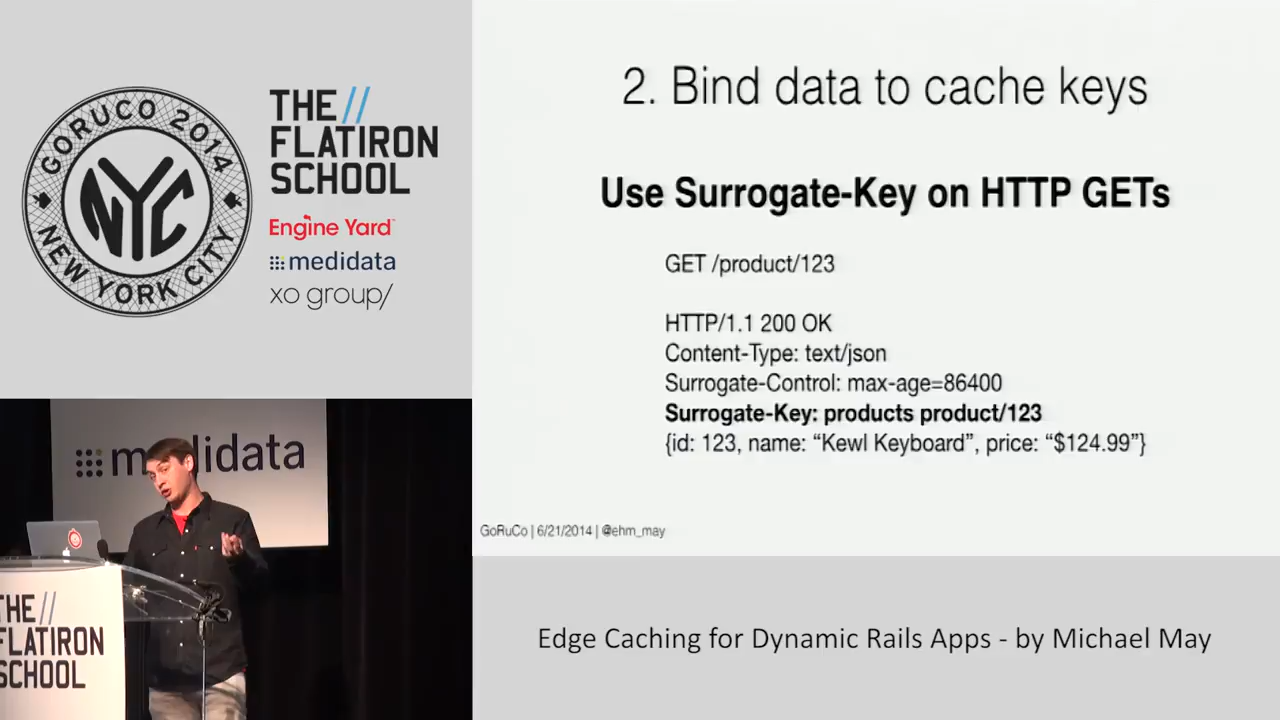 GORUCO 2014
NYC
NEW YORK CITY
THE//
FLATIRON
SCHOOL
Engine Yard
medidata
xo group/
2. Bind data to cache keys
Use Surrogate-Key on HTTP GETs
GET /product/123
HTTP/1.1 200 OK
Content-Type: text/json
Surrogate-Control: max-age=86400
Surrogate-Key: products product/123
{id: 123, name: “Kewl Keyboard”, price: “$124.99”}
GoRuCo | 6/21/2014 | @ehm_may
medidata
THE//
FLATIRON
SCHOOL
Edge Caching for Dynamic Rails Apps - by Michael May